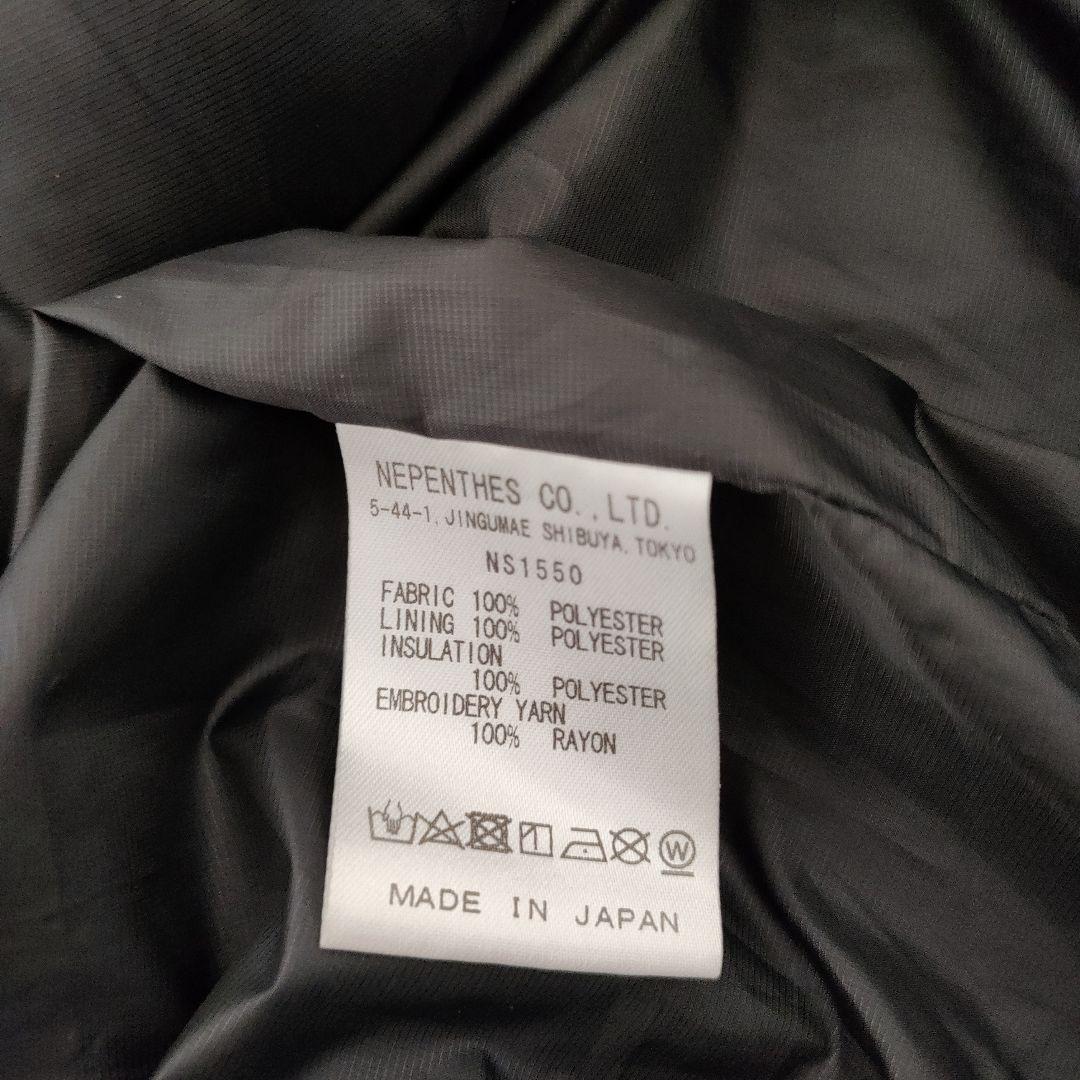 NEPENTHES CO.,LTD.
5-44-1, JINGUMAE SHIBUYA, TOKYO
NS1550
FABRIC 100% POLYESTER
LINING 100% POLYESTER
INSULATION
100% POLYESTER
EMBROIDERY YARN
100% RAYON
W
MADE IN JAPAN